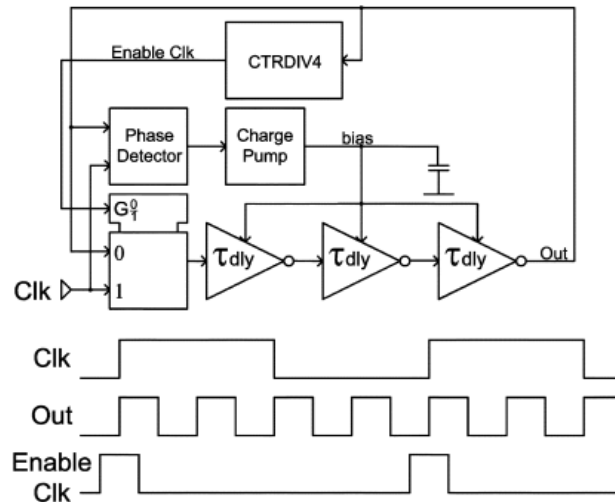 Enable Clk
CTRDIV4
Phase
Detector
Charge
Pump
bias
G 0/1
0
1
Clk
τdly
τdly
τdly
Out
Clk
Out
Enable
Clk